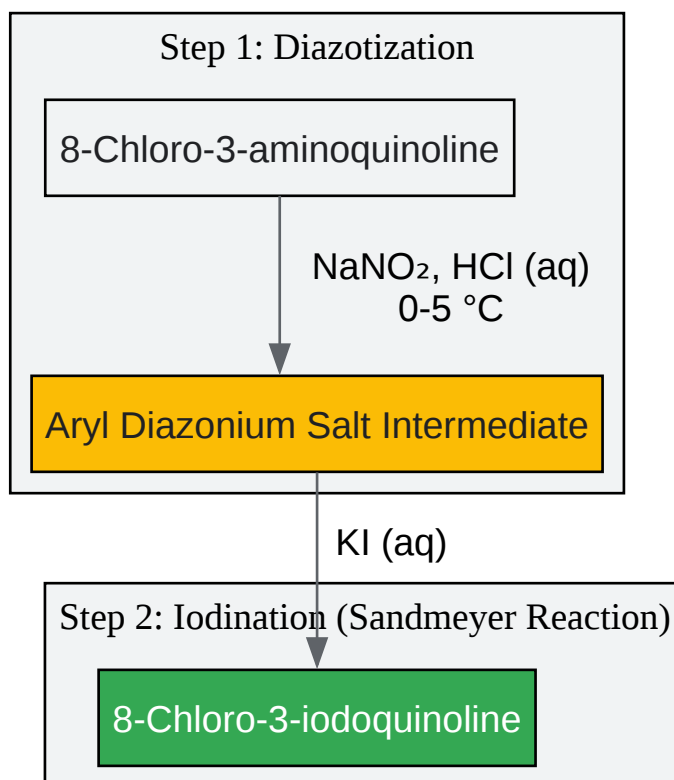 Step 1: Diazotization
8-Chloro-3-aminoquinoline
NaNO₂, HCl (aq)
0-5 °C
Aryl Diazonium Salt Intermediate
KI (aq)
Step 2: Iodination (Sandmeyer Reaction)
8-Chloro-3-iodoquinoline